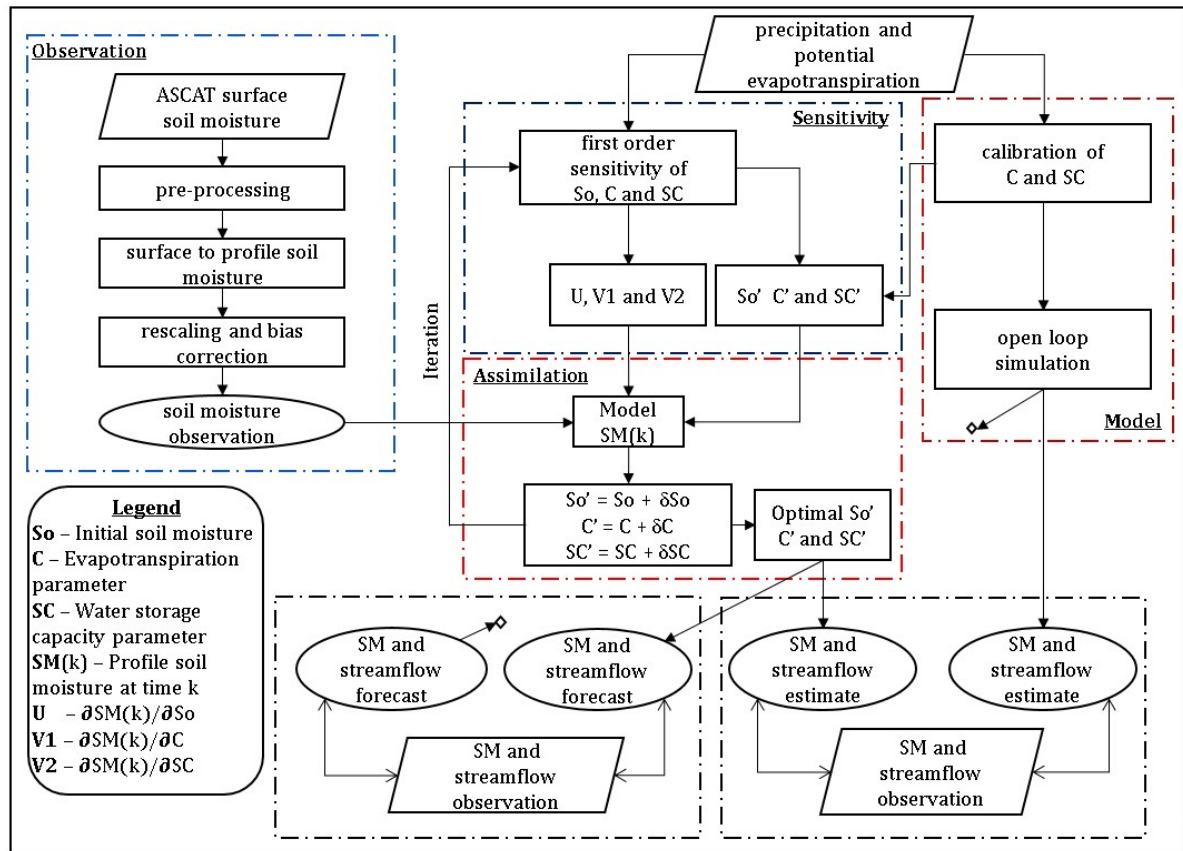 Observation
ASCAT surface
soil moisture
pre-processing
surface to profile soil
moisture
rescaling and bias
correction
soil moisture
observation
precipitation and
potential
evapotranspiration
Sensitivity
first order
sensitivity of
So, C and SC
U, V1 and V2
So’ C’ and SC’
calibration of
C and SC
open loop
simulation
Model
Iteration
Assimilation
Model
SM(k)
So’ = So + δSo
C’ = C + δC
SC’ = SC + δSC
Optimal So’
C’ and SC’
Legend
So – Initial soil moisture
C – Evapotranspiration
parameter
SC – Water storage
capacity parameter
SM(k) – Profile soil
moisture at time k
U – ∂SM(k)/∂So
V1 – ∂SM(k)/∂C
V2 – ∂SM(k)/∂SC
SM and
streamflow
forecast
SM and
streamflow
forecast
SM and
streamflow
observation
SM and
streamflow
estimate
SM and
streamflow
estimate
SM and
streamflow
observation